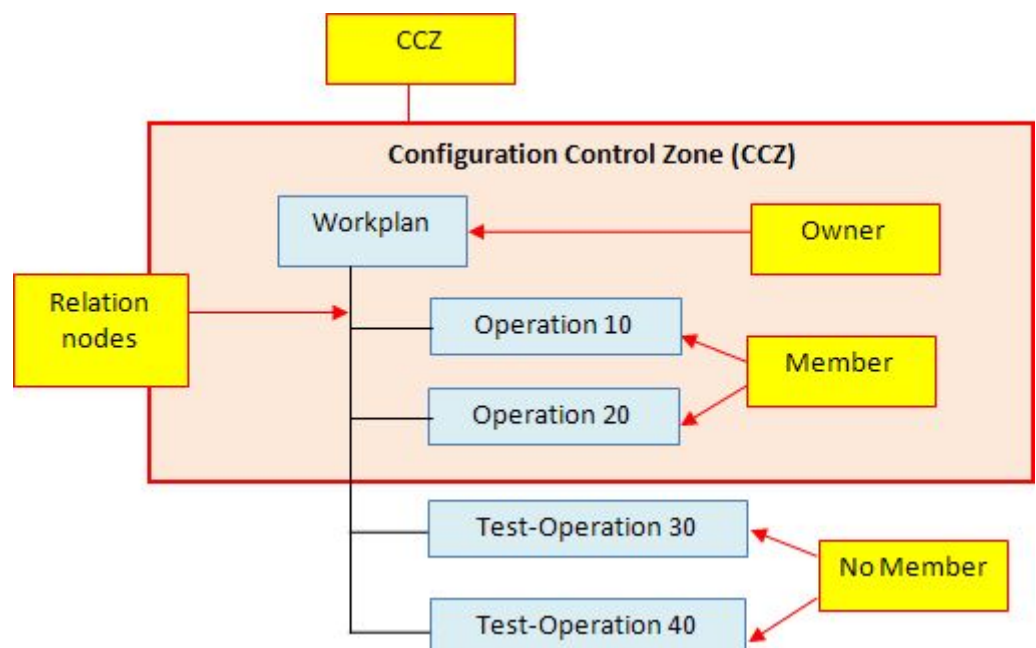 CCZ
Configuration Control Zone (CCZ)
Workplan
Owner
Relation
nodes
Operation 10
Member
Operation 20
Test-Operation 30
No Member
Test-Operation 40